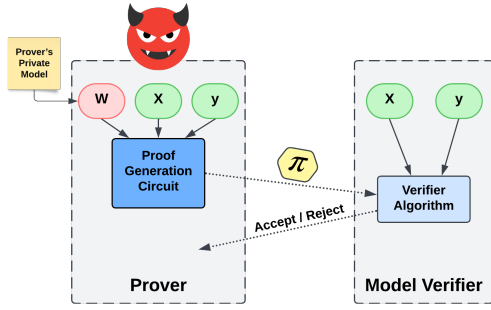 Prover's
Private
Model
W
X
y
X
y
Proof
Generation
Circuit
π
Verifier
Algorithm
Accept / Reject
Prover
Model Verifier